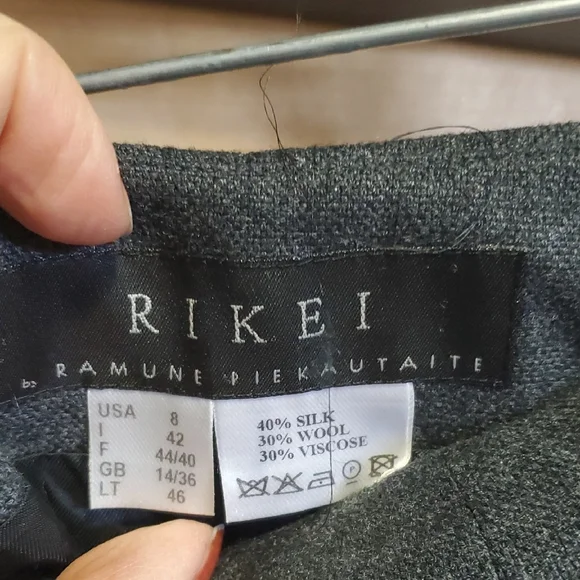 RIKEI
by RAMUNE PIEKAUTAITE
USA 8
I 42
F 44/40
GB 14/36
LT 46
40% SILK
30% WOOL
30% VISCOSE
P